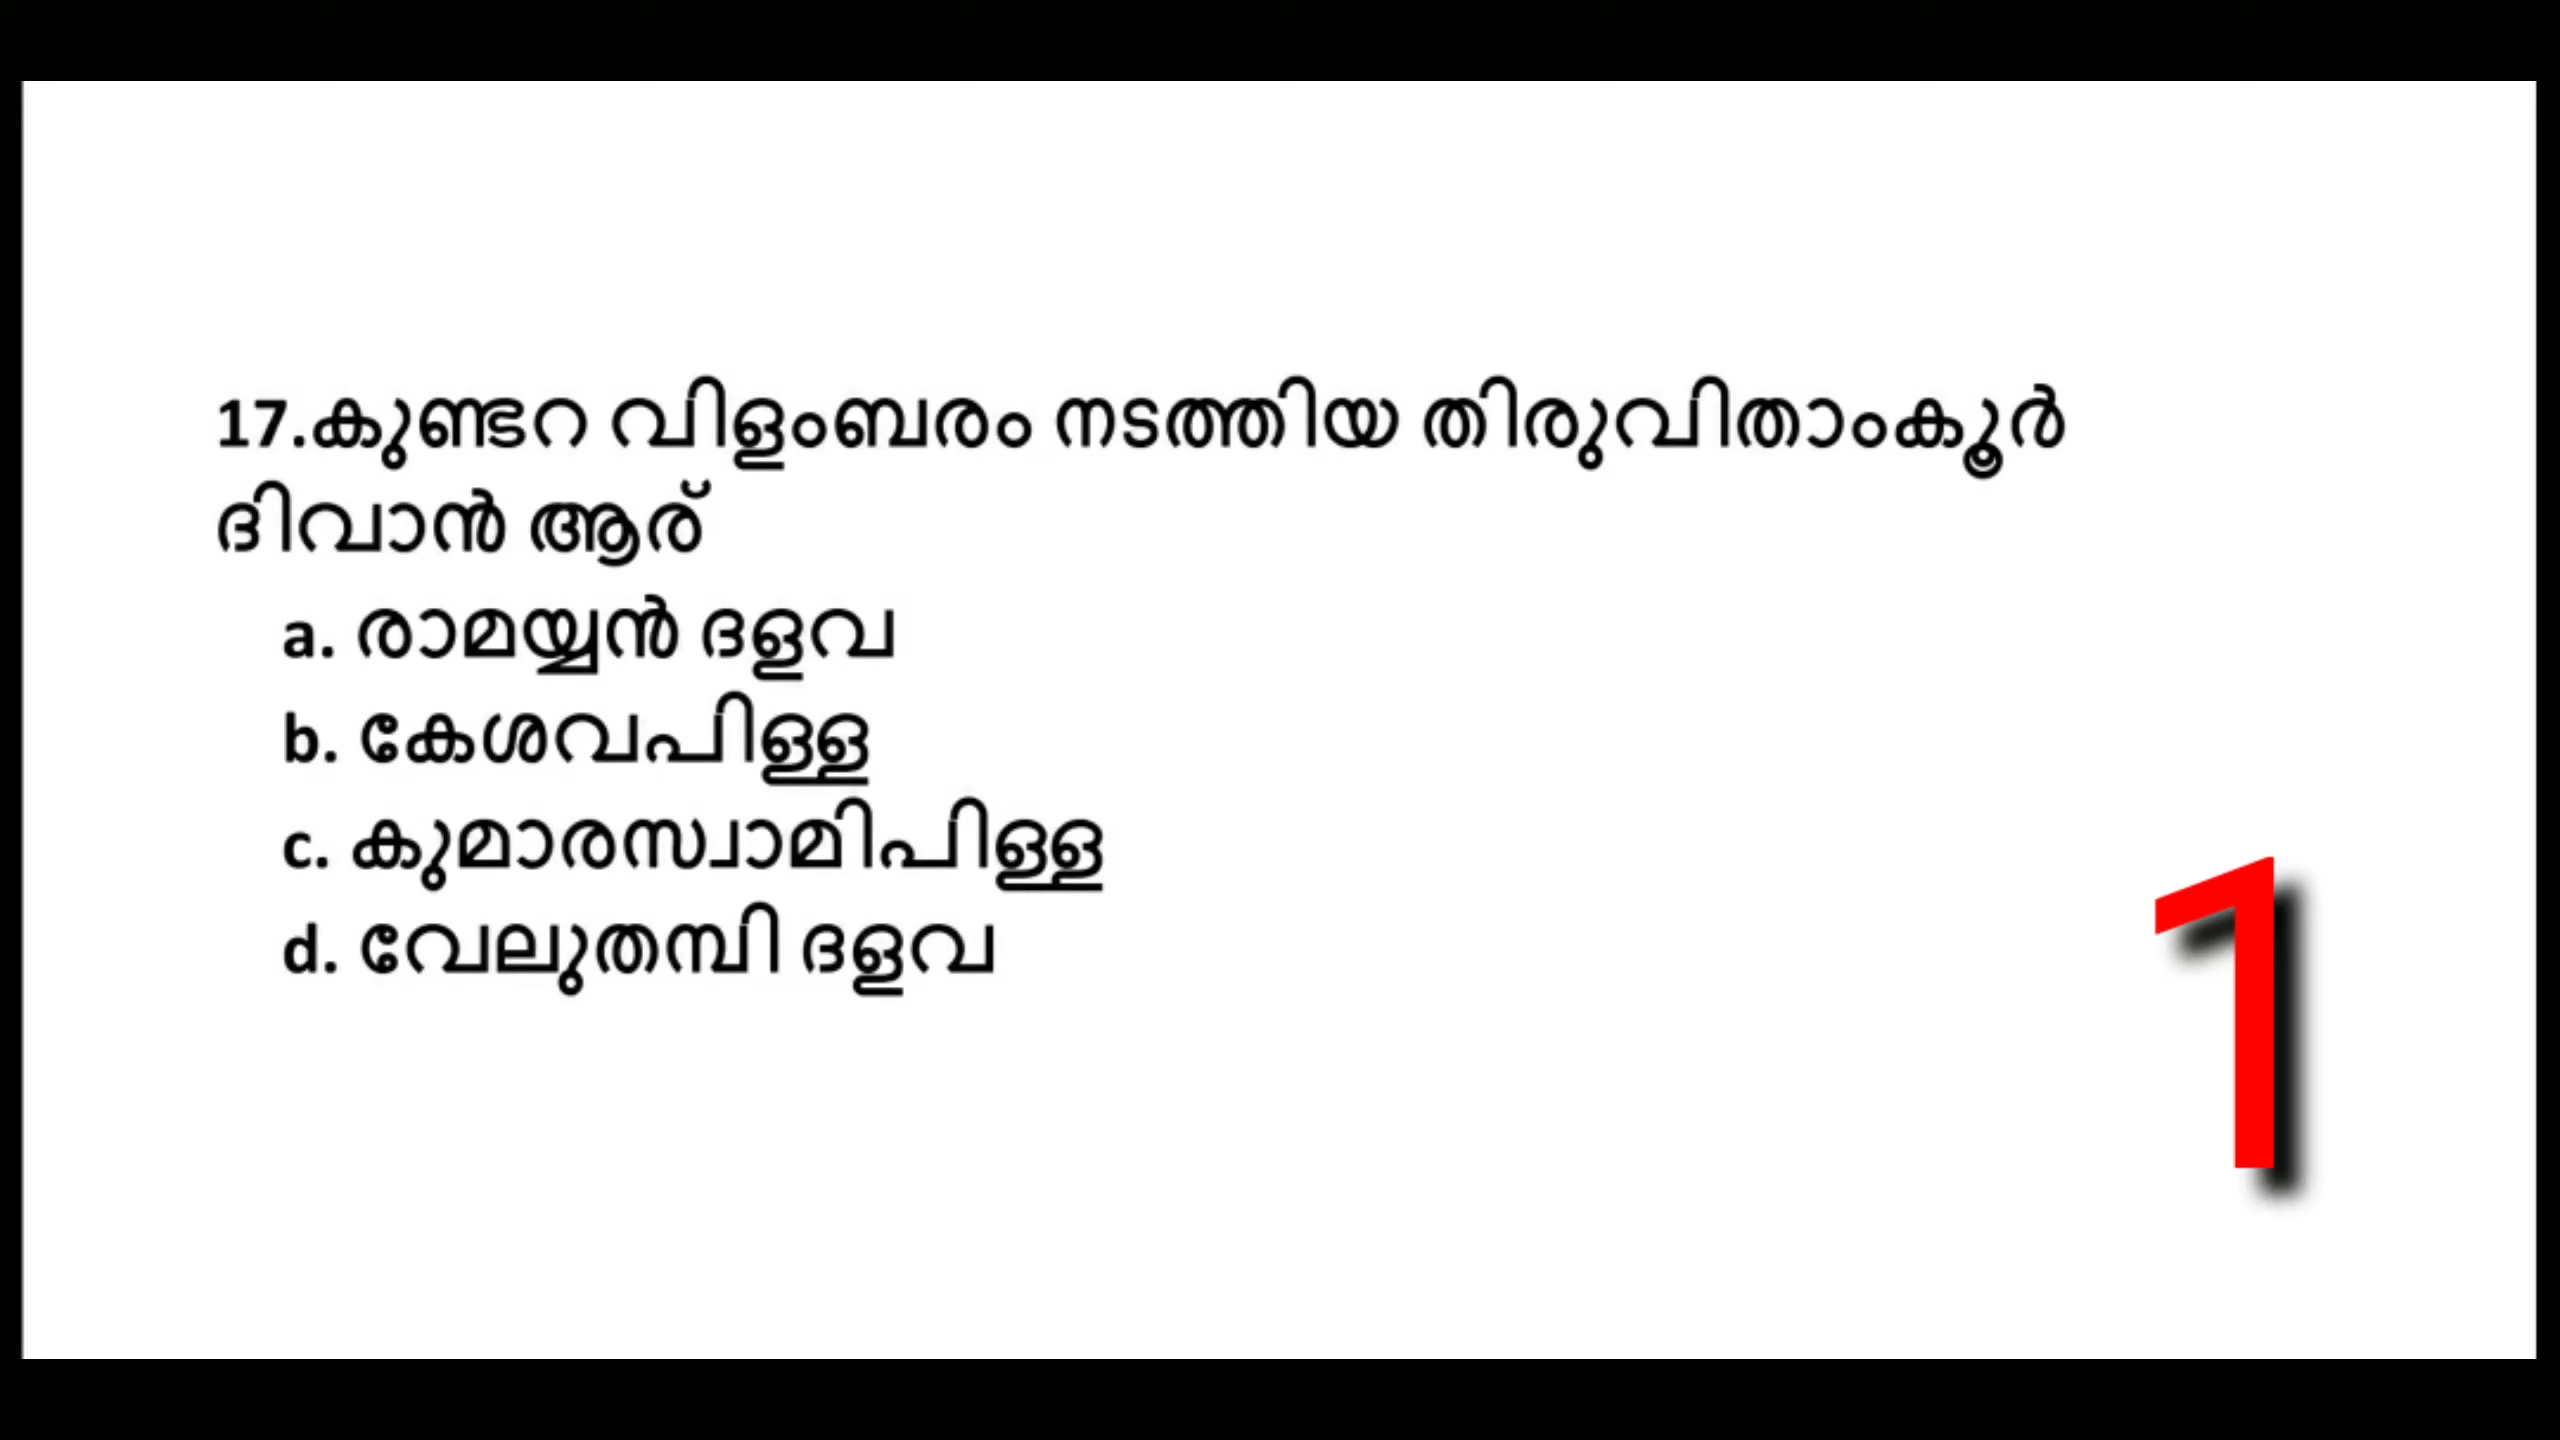 17.കുണ്ടറ വിളംബരം നടത്തിയ തിരുവിതാംകൂർ
ദിവാൻ ആര്
a. രാമയ്യൻ ദളവ
b. കേശവപിള്ള
c. കുമാരസ്വാമിപിള്ള
d. വേലുതമ്പി ദളവ
1